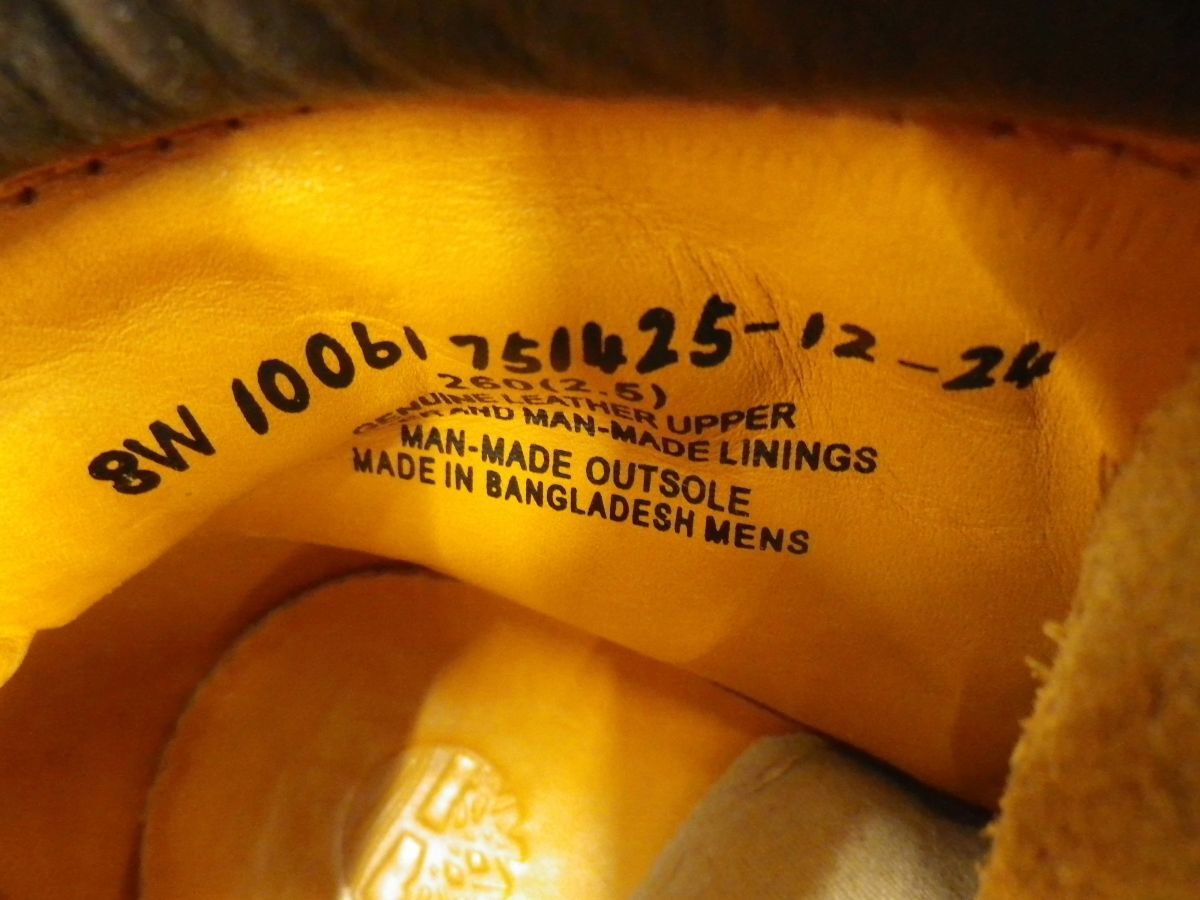 8W 10061 751425-12-24
260(2.5)
GENUINE LEATHER UPPER
AND MAN-MADE LININGS
MAN-MADE OUTSOLE
MADE IN BANGLADESH MENS